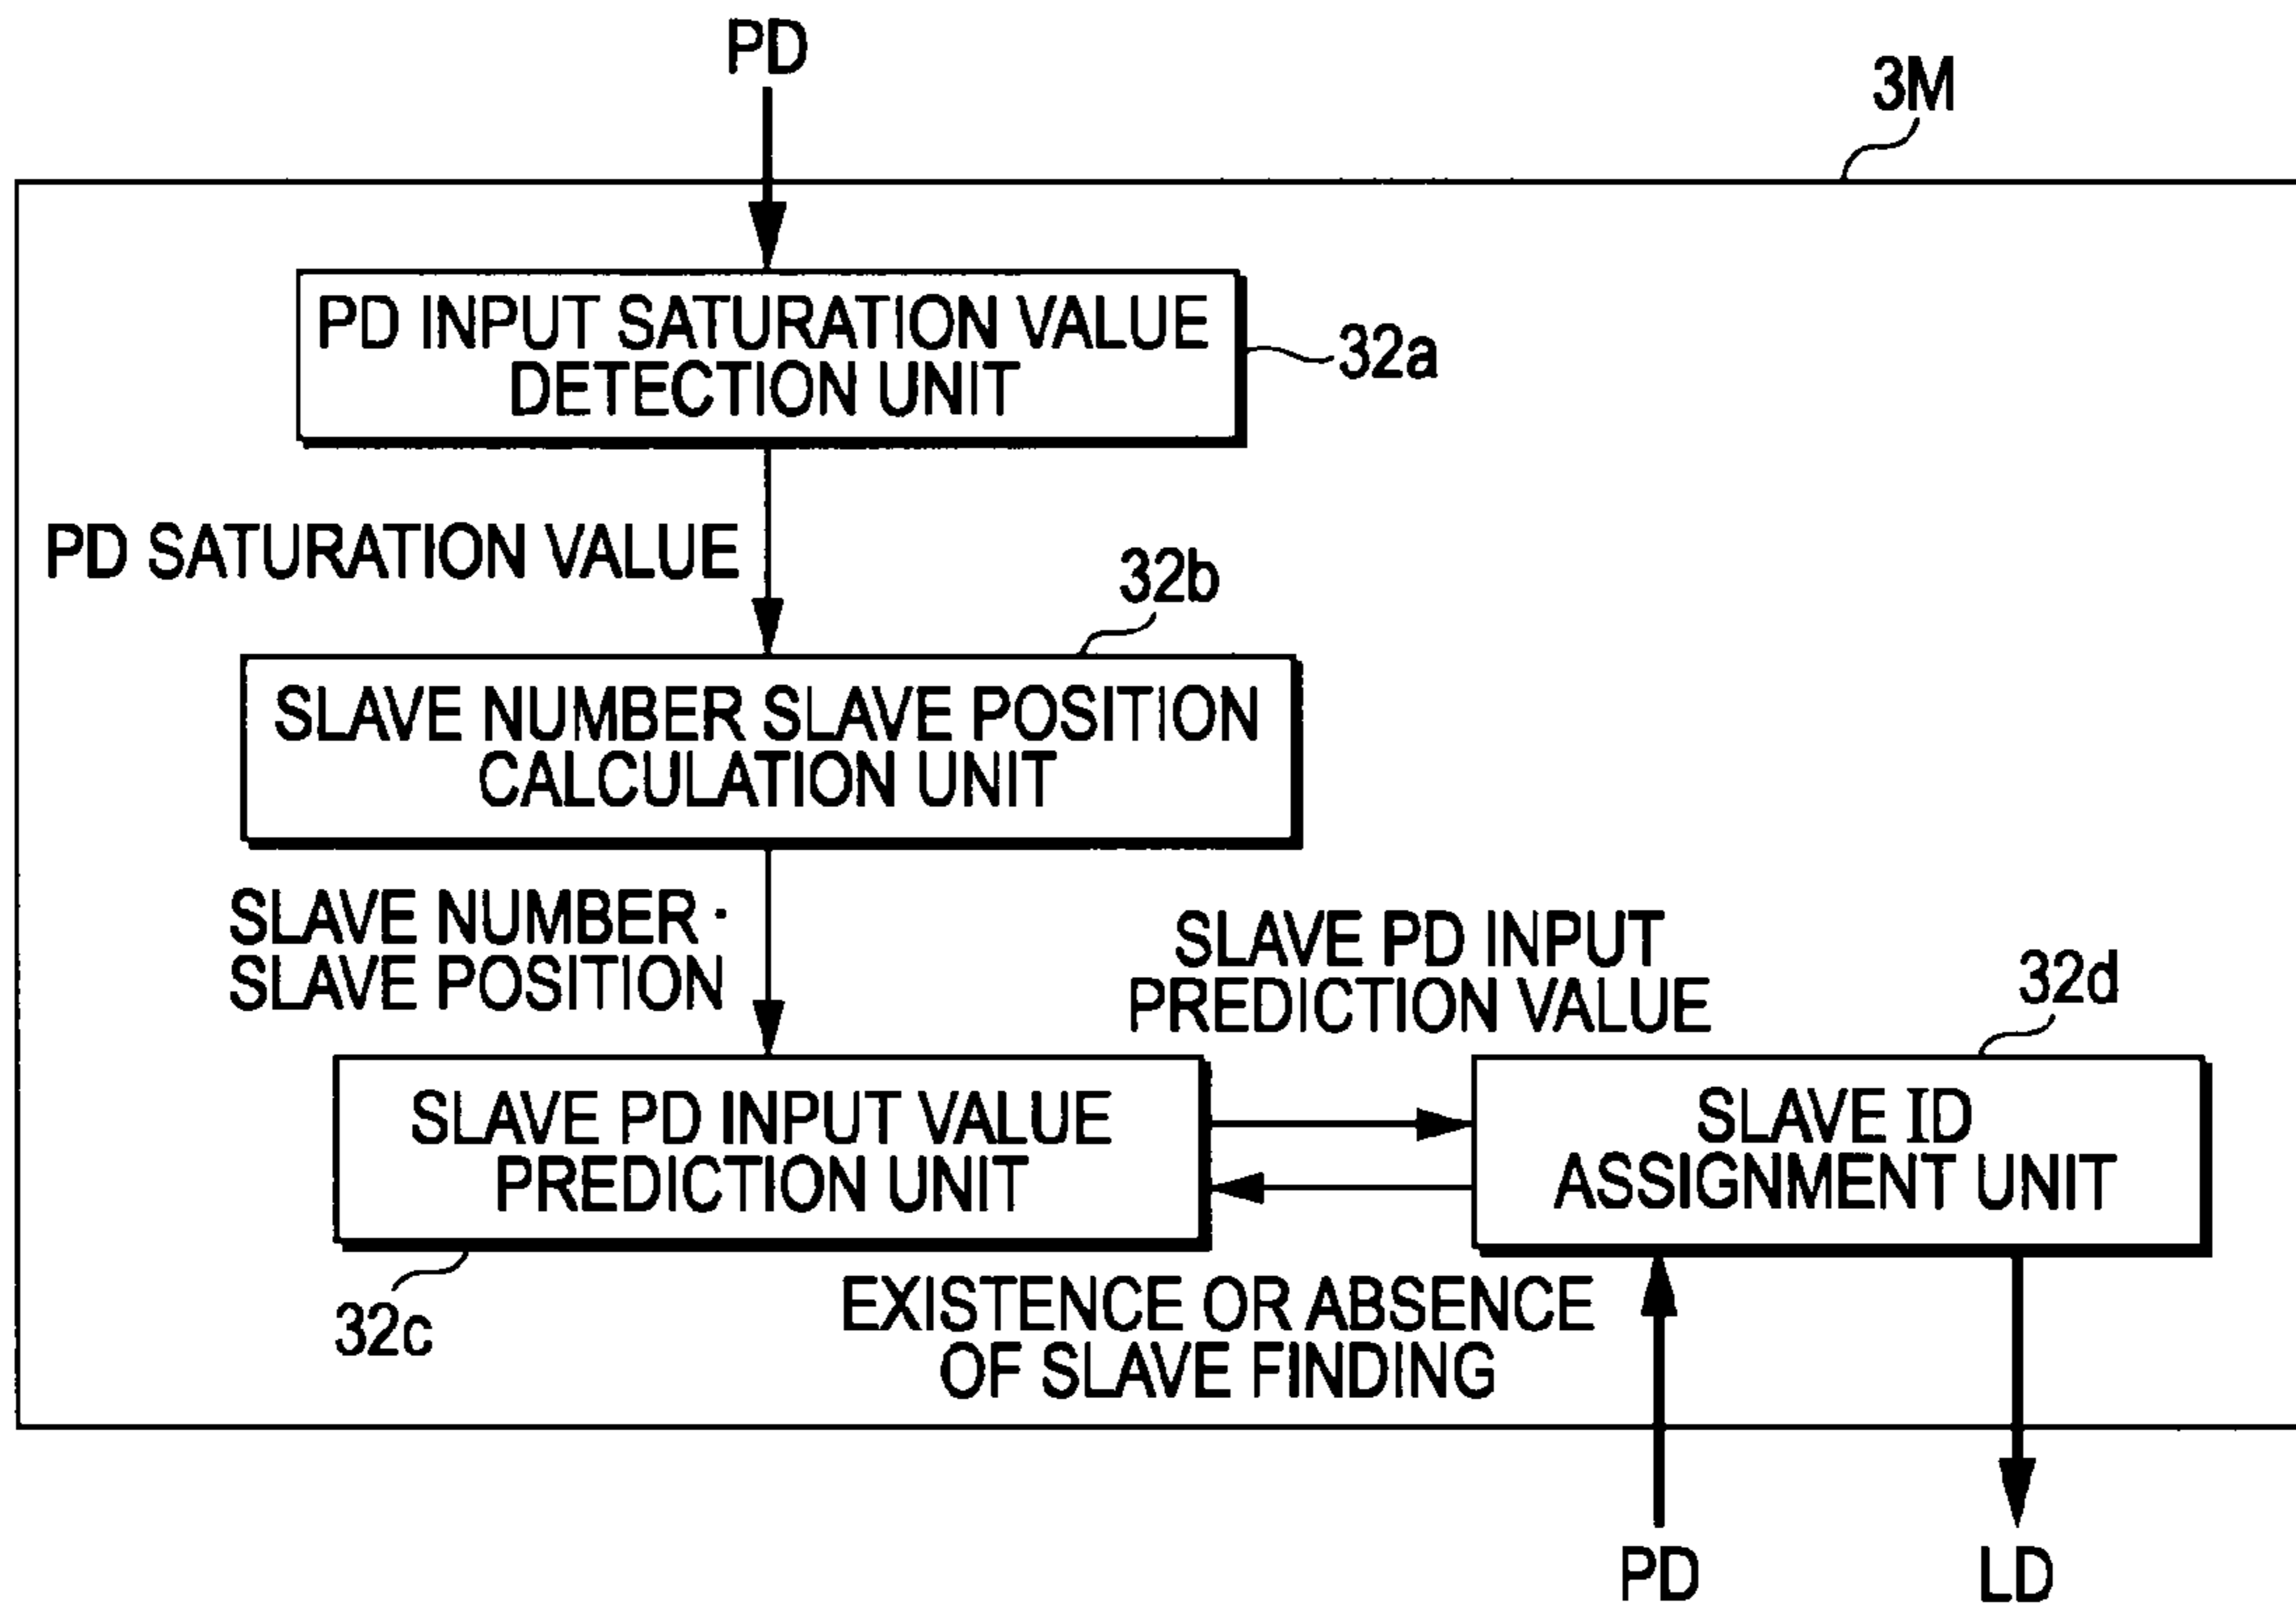 PD
3M
PD INPUT SATURATION VALUE
DETECTION UNIT
32a
PD SATURATION VALUE
32b
SLAVE NUMBER SLAVE POSITION
CALCULATION UNIT
SLAVE NUMBER ·
SLAVE POSITION
SLAVE PD INPUT
PREDICTION VALUE
32d
SLAVE PD INPUT VALUE
PREDICTION UNIT
SLAVE ID
ASSIGNMENT UNIT
32c
EXISTENCE OR ABSENCE
OF SLAVE FINDING
PD
LD